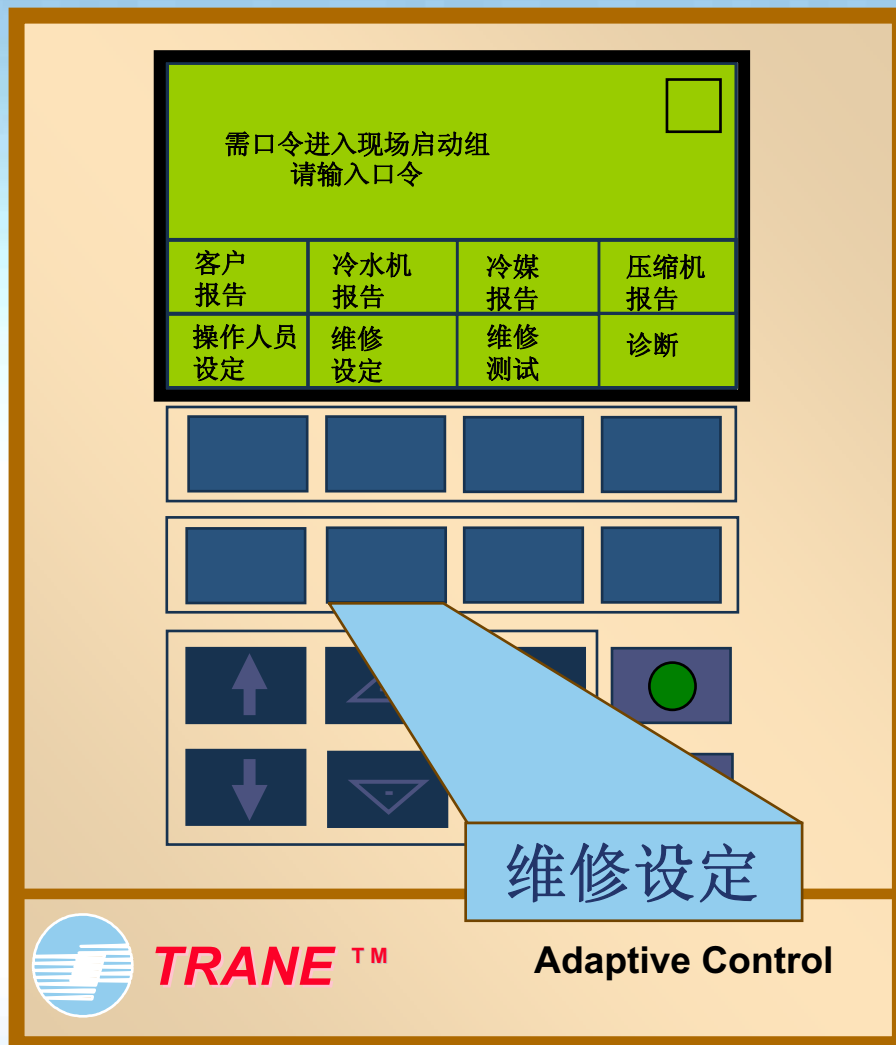 需口令进入现场启动组
请输入口令
客户 冷水机 冷媒 压缩机
报告 报告 报告 报告
操作人员 维修 维修 诊断
设定 设定 测试
维修设定
TRANE ™ Adaptive Control